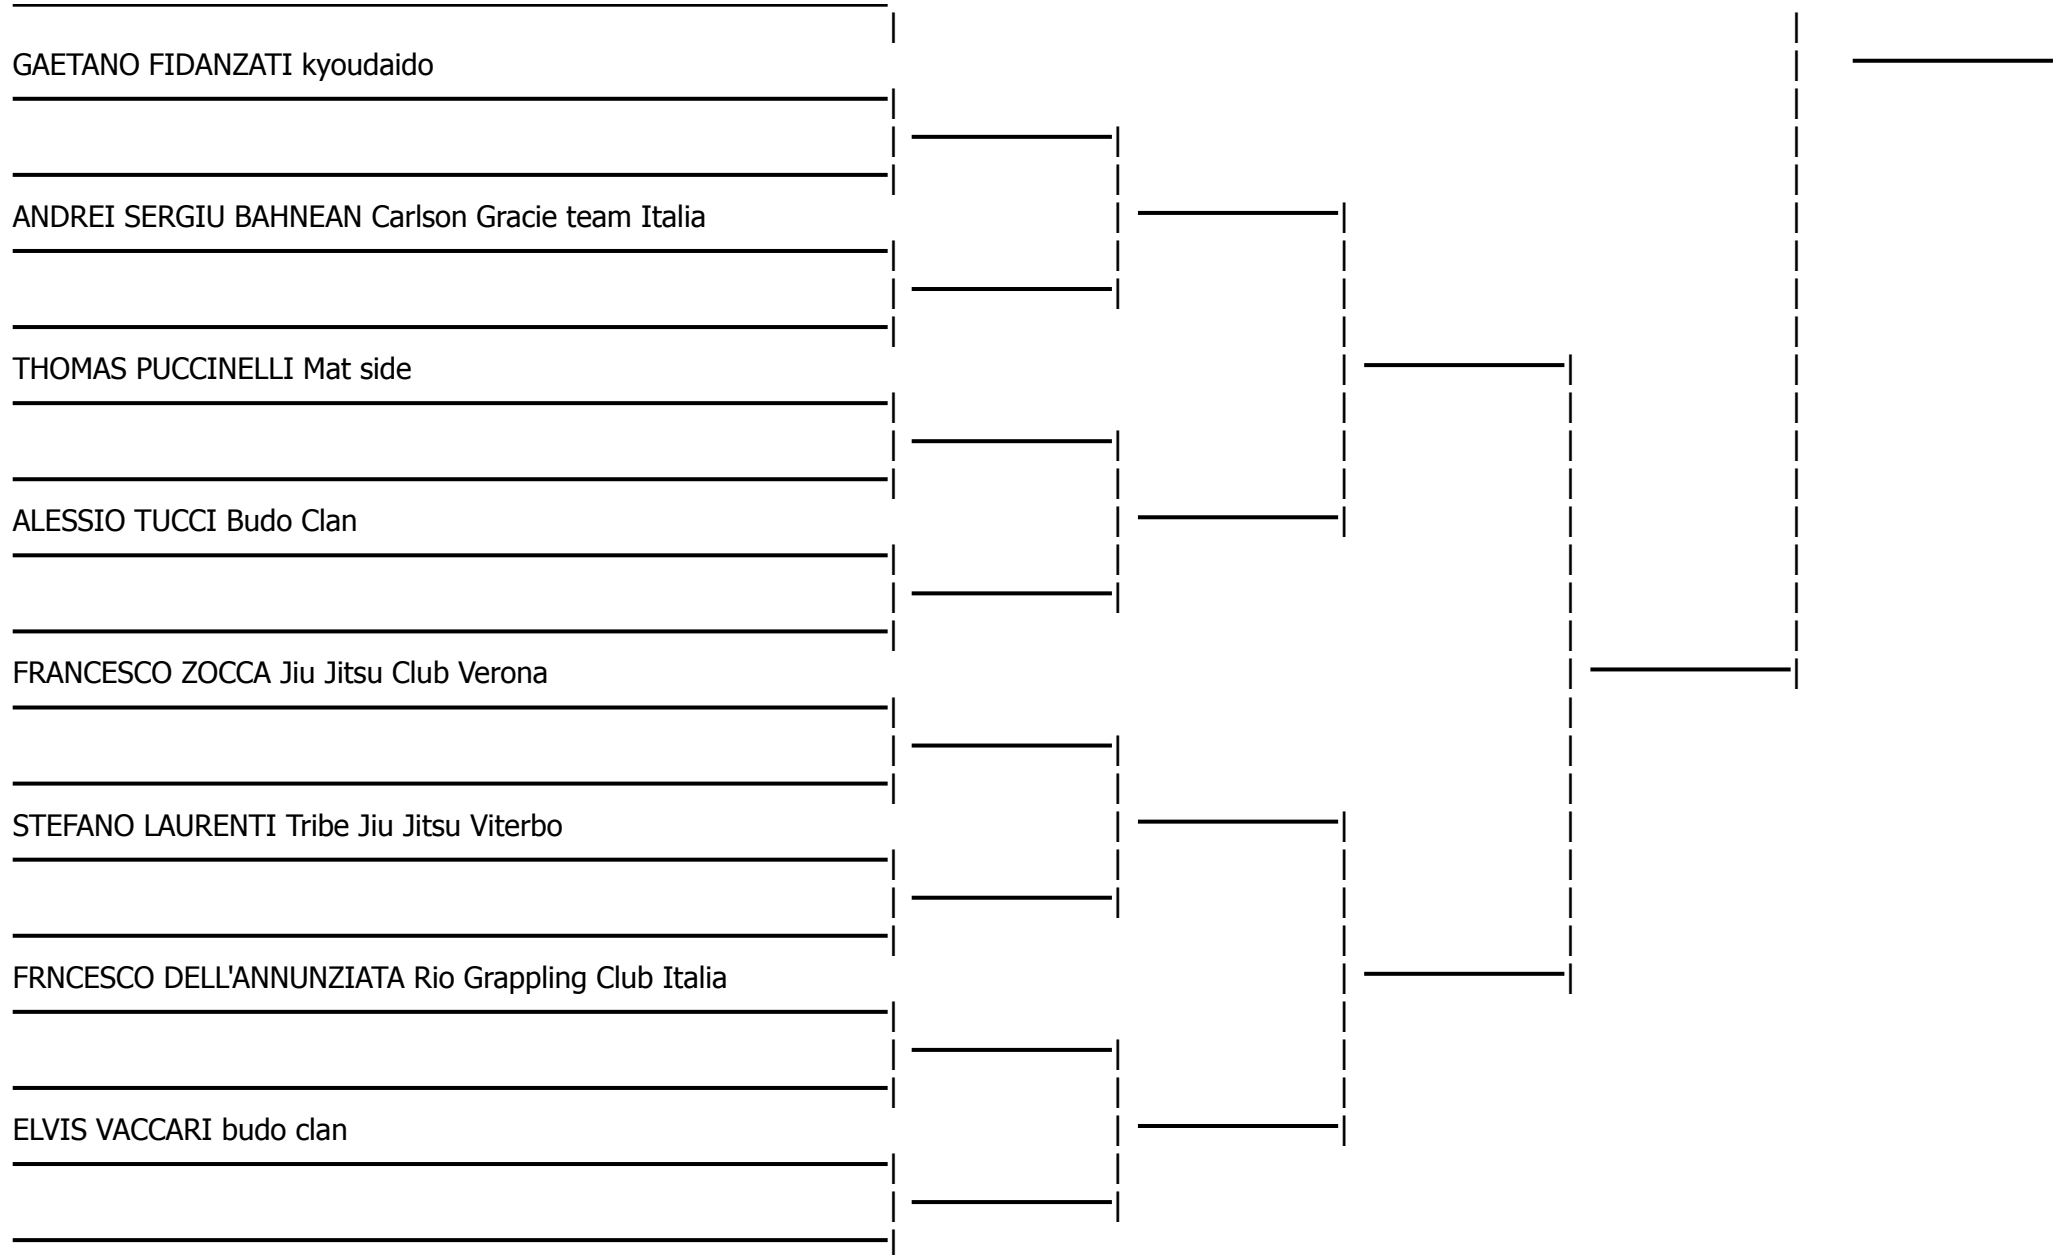 GAETANO FIDANZATI kyoudaido
ANDREI SERGIU BAHNEAN Carlson Gracie team Italia
THOMAS PUCCINELLI Mat side
ALESSIO TUCCI Budo Clan
FRANCESCO ZOCCA Jiu Jitsu Club Verona
STEFANO LAURENTI Tribe Jiu Jitsu Viterbo
FRNCESCO DELL'ANNUNZIATA Rio Grappling Club Italia
ELVIS VACCARI budo clan